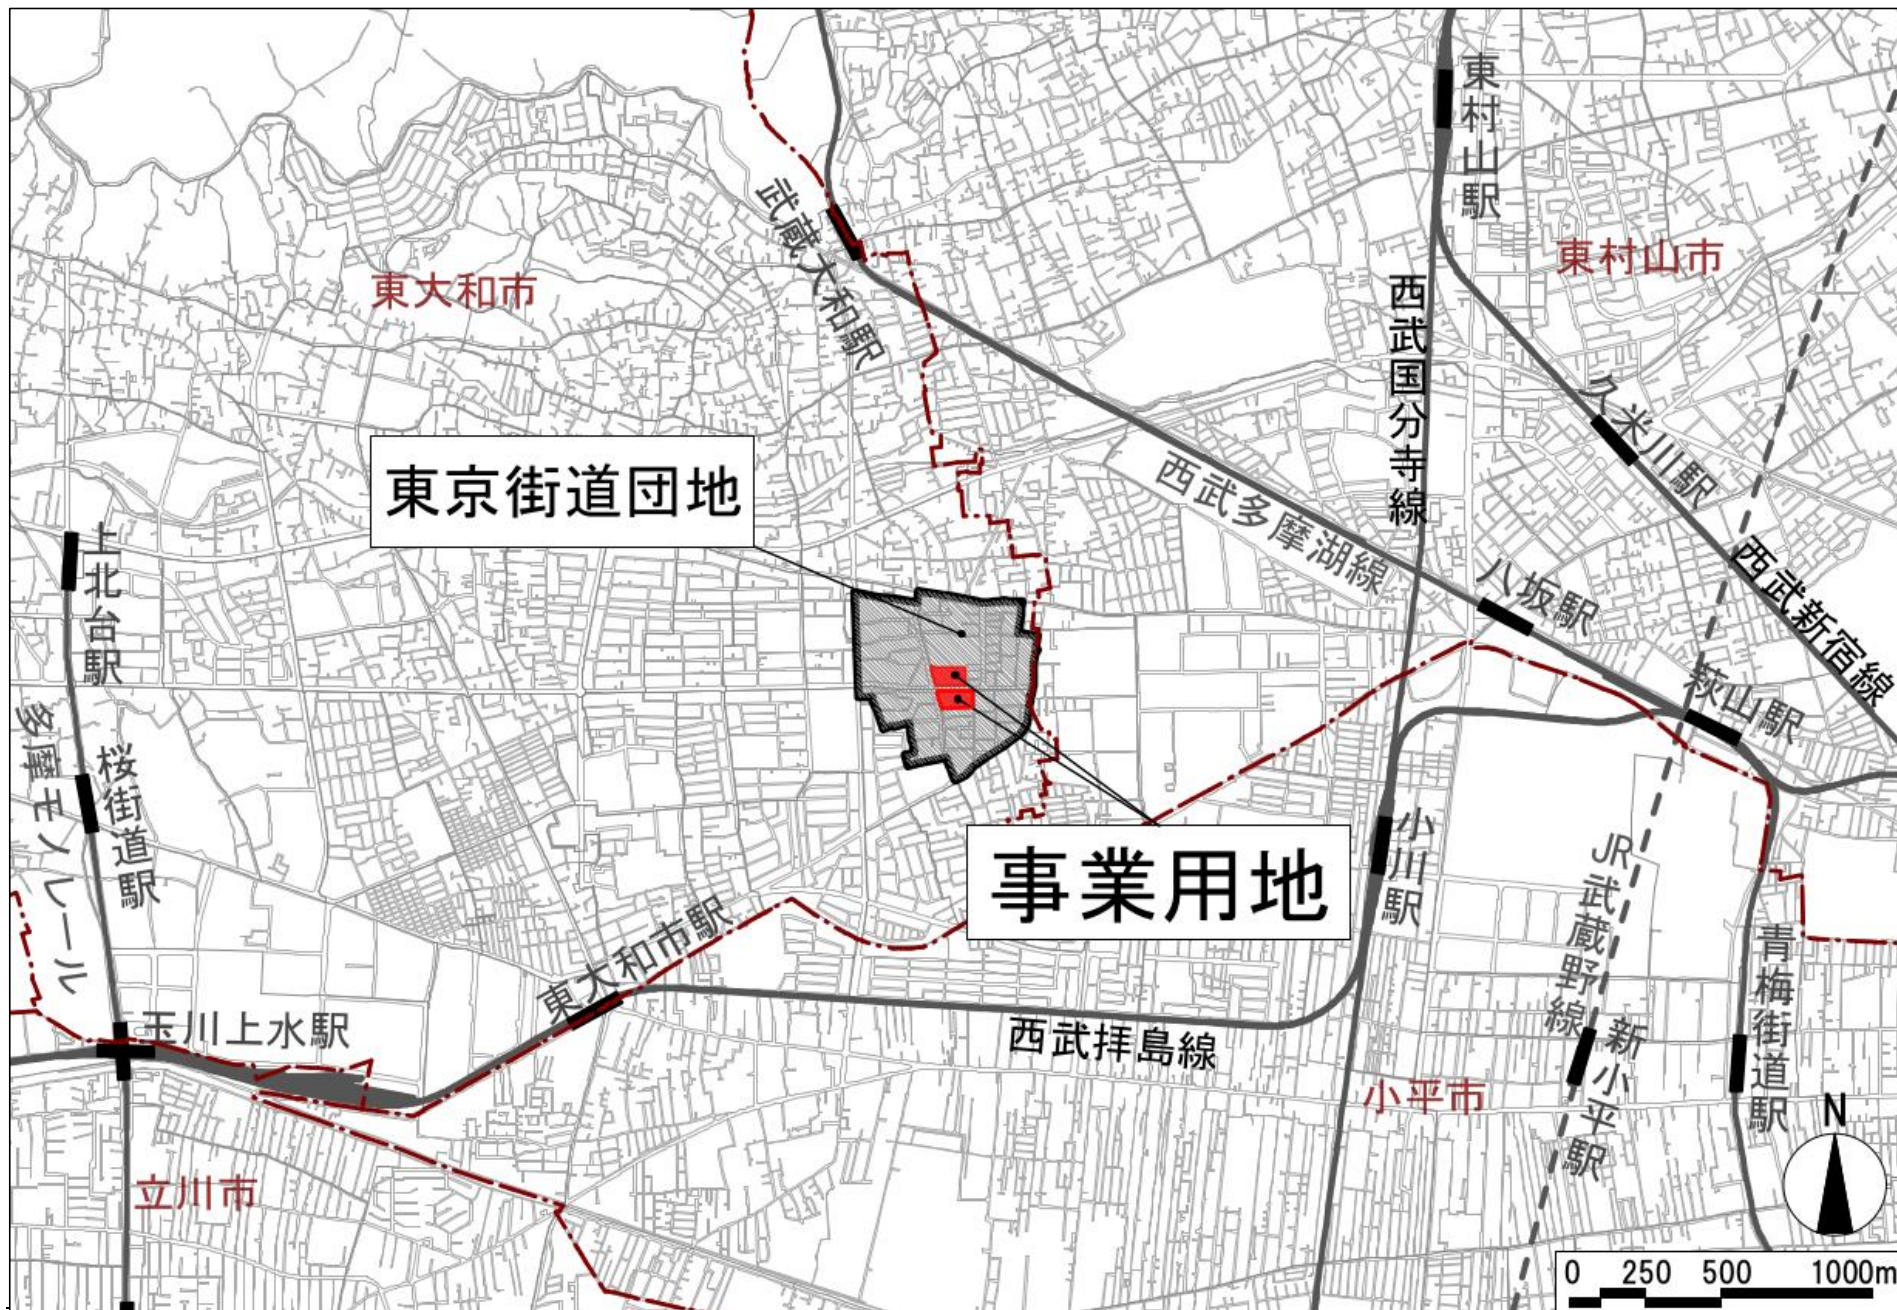 東村山駅
武蔵大和駅
東村山市
東大和市
西武国分寺線
久米川駅
東京街道団地
西武多摩湖線
上北台駅
八坂駅
西武新宿線
萩山駅
多摩モノレール
桜街道駅
小川駅
事業用地
JR武蔵野線
東大和市駅
青梅街道駅
玉川上水駅
西武拝島線
新小平駅
小平市
立川市
N
0 250 500 1000m